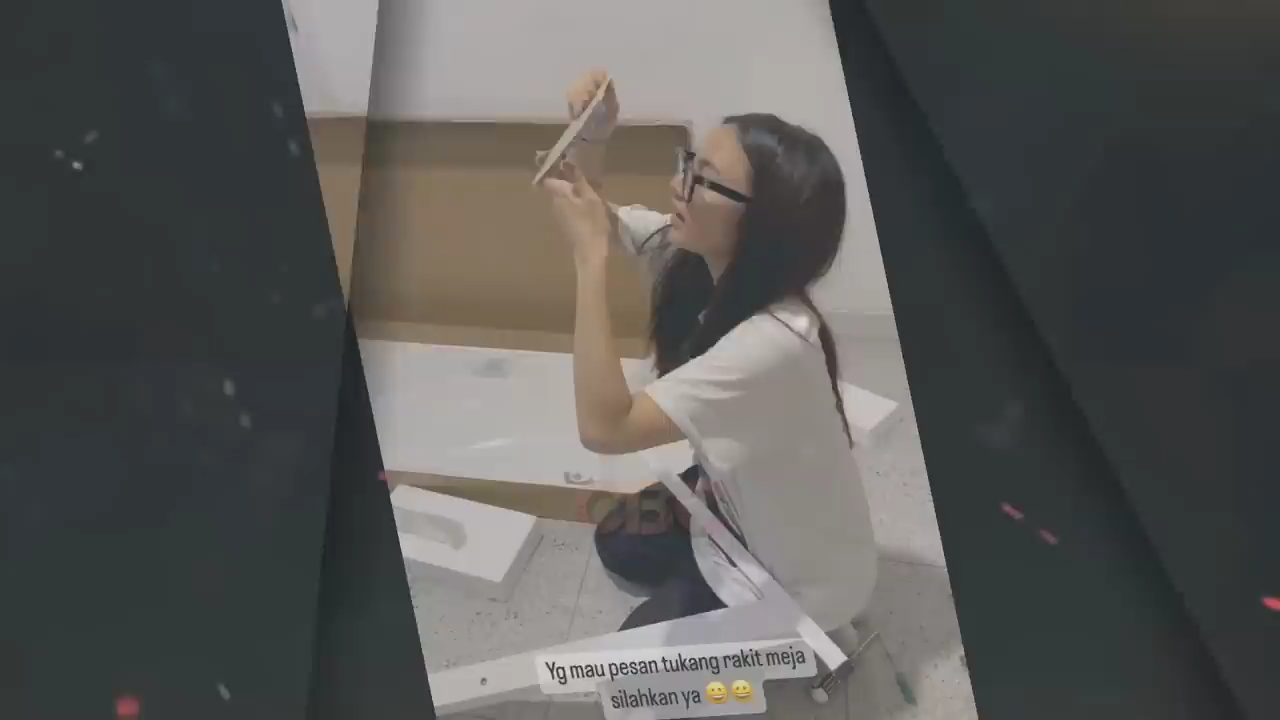 Yg mau pesan tukang rakit meja
silahkan ya 😀😀